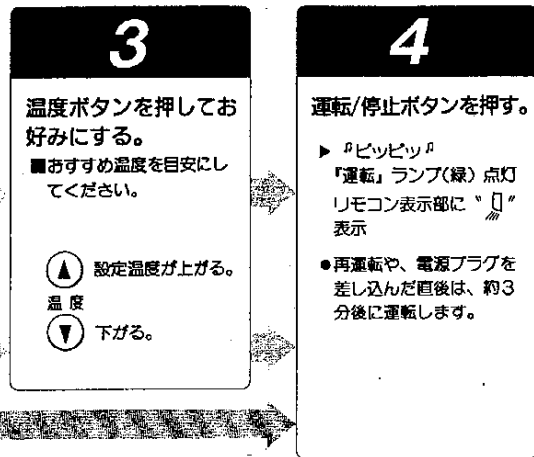 3
温度ボタンを押してお
好みにする。
■おすすめ温度を目安にし
てください。
▲ 設定温度が上がる。
温度
▼ 下がる。
4
運転/停止ボタンを押す。
▶ ♪ピッピッ♪
『運転』ランプ(緑) 点灯
リモコン表示部に “ ”
表示
●再運転や、電源プラグを
差し込んだ直後は、約3
分後に運転します。